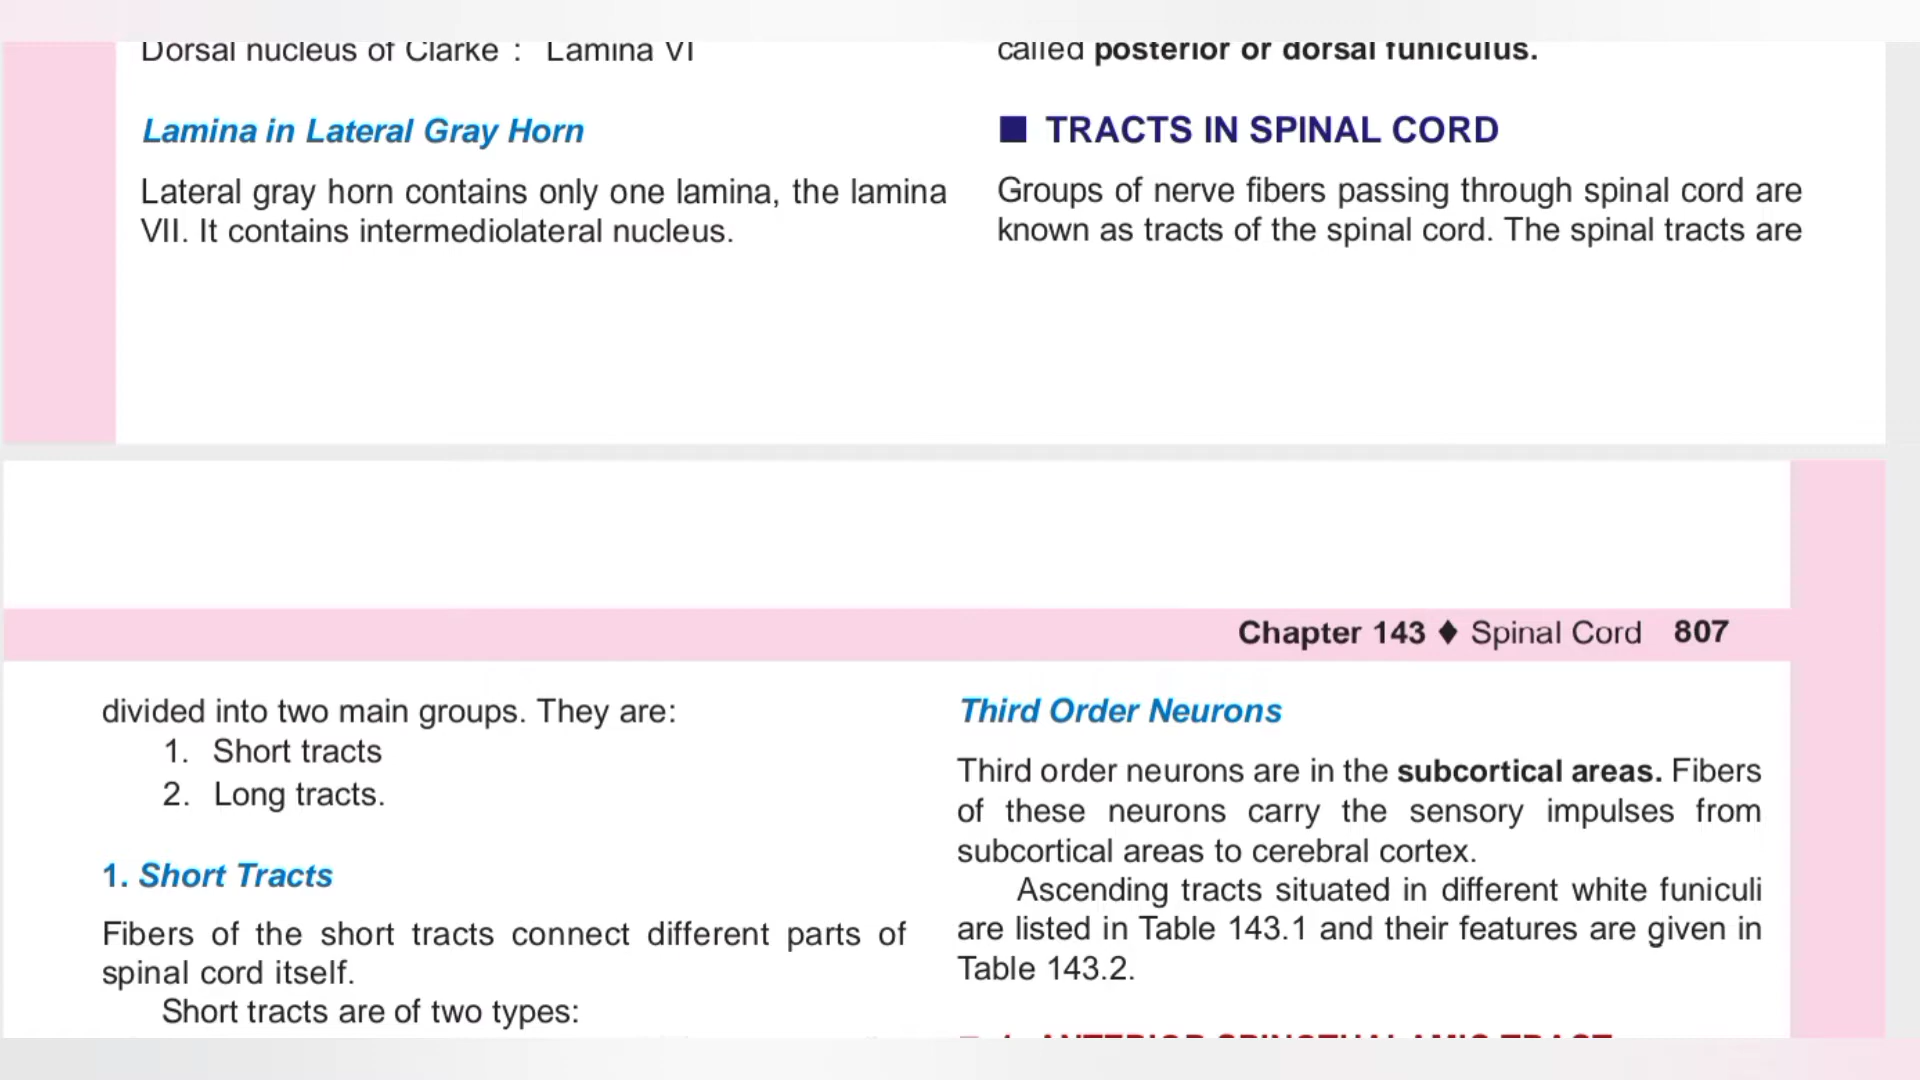 Dorsal nucleus of Clarke : Lamina VI
Lamina in Lateral Gray Horn
Lateral gray horn contains only one lamina, the lamina
VII. It contains intermediolateral nucleus.
called posterior or dorsal funiculus.
■ TRACTS IN SPINAL CORD
Groups of nerve fibers passing through spinal cord are
known as tracts of the spinal cord. The spinal tracts are
Chapter 143 ♦ Spinal Cord 807
divided into two main groups. They are:
1. Short tracts
2. Long tracts.
1. Short Tracts
Fibers of the short tracts connect different parts of
spinal cord itself.
Short tracts are of two types:
Third Order Neurons
Third order neurons are in the subcortical areas. Fibers
of these neurons carry the sensory impulses from
subcortical areas to cerebral cortex.
Ascending tracts situated in different white funiculi
are listed in Table 143.1 and their features are given in
Table 143.2.
ANTERIOR SPINOTHALAMIC TRACT